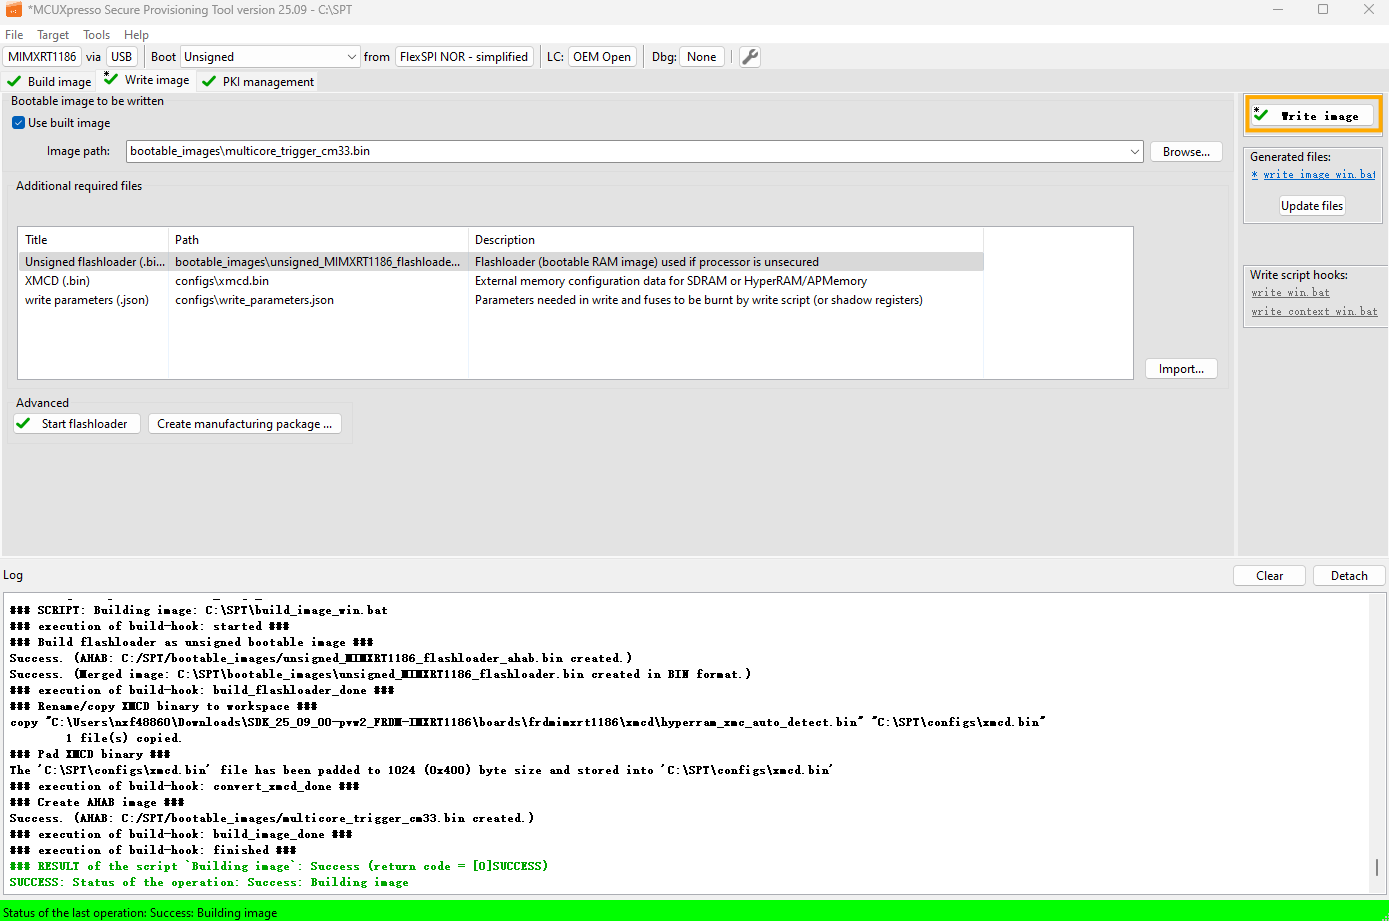 *MCUXpresso Secure Provisioning Tool version 25.09 - C:\SPT
File Target Tools Help
MIMXRT1186 via USB Boot Unsigned from FlexSPI NOR - simplified LC: OEM Open Dbg: None
Build image * Write image PKI management
Bootable image to be written
Use built image
Image path: bootable_images\multicore_trigger_cm33.bin Browse...
Additional required files
Title Path Description
Unsigned flashloader (.bi... bootable_images\unsigned_MIMXRT1186_flashloade... Flashloader (bootable RAM image) used if processor is unsecured
XMCD (.bin) configs\xmcd.bin External memory configuration data for SDRAM or HyperRAM/APMemory
write parameters (.json) configs\write_parameters.json Parameters needed in write and fuses to be burnt by write script (or shadow registers)
Import...
Advanced
Start flashloader Create manufacturing package ...
* Write image
Generated files:
* write_image_win.bat
Update files
Write script hooks:
write_win.bat
write_context_win.bat
Log Clear Detach
### SCRIPT: Building image: C:\SPT\build_image_win.bat
### execution of build-hook: started ###
### Build flashloader as unsigned bootable image ###
Success. (AHAB: C:/SPT/bootable_images/unsigned_MIMXRT1186_flashloader_ahab.bin created.)
Success. (Merged image: C:\SPT\bootable_images\unsigned_MIMXRT1186_flashloader.bin created in BIN format.)
### execution of build-hook: build_flashloader_done ###
### Rename/copy XMCD binary to workspace ###
copy "C:\Users\nxf48860\Downloads\SDK_25_09_00-pvw2_FRDM-IMXRT1186\boards\frdmimxrt1186\xmcd\hyperram_xmc_auto_detect.bin" "C:\SPT\configs\xmcd.bin"
1 file(s) copied.
### Pad XMCD binary ###
The 'C:\SPT\configs\xmcd.bin' file has been padded to 1024 (0x400) byte size and stored into 'C:\SPT\configs\xmcd.bin'
### execution of build-hook: convert_xmcd_done ###
### Create AHAB image ###
Success. (AHAB: C:/SPT/bootable_images/multicore_trigger_cm33.bin created.)
### execution of build-hook: build_image_done ###
### execution of build-hook: finished ###
### RESULT of the script `Building image`: Success (return code = [0]SUCCESS)
SUCCESS: Status of the operation: Success: Building image
Status of the last operation: Success: Building image